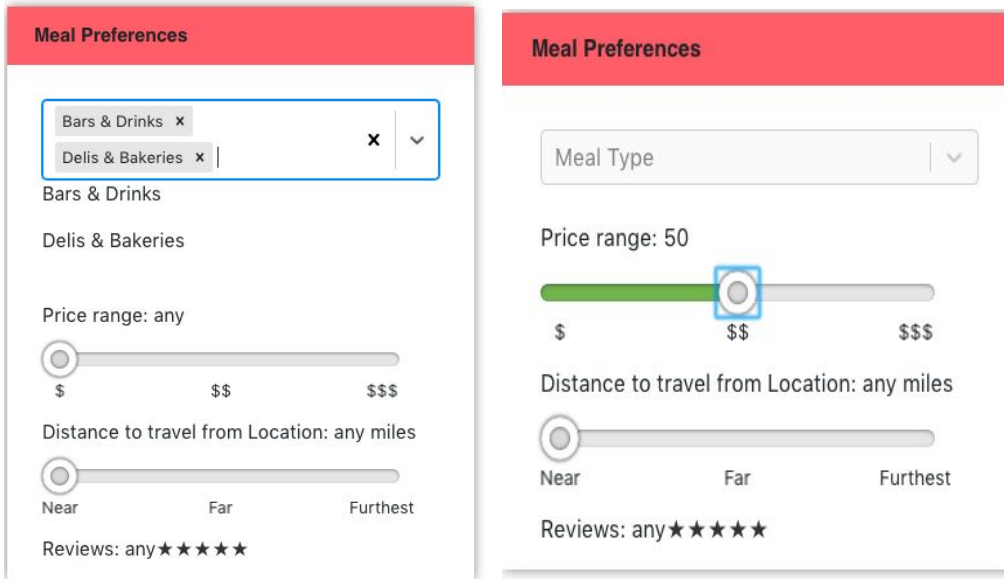 Meal Preferences
Bars & Drinks ×
Delis & Bakeries ×
×
Bars & Drinks
Delis & Bakeries
Price range: any
$ $$ $$$
Distance to travel from Location: any miles
Near Far Furthest
Reviews: any★★★★★
Meal Preferences
Meal Type
Price range: 50
$ $$ $$$
Distance to travel from Location: any miles
Near Far Furthest
Reviews: any★★★★★